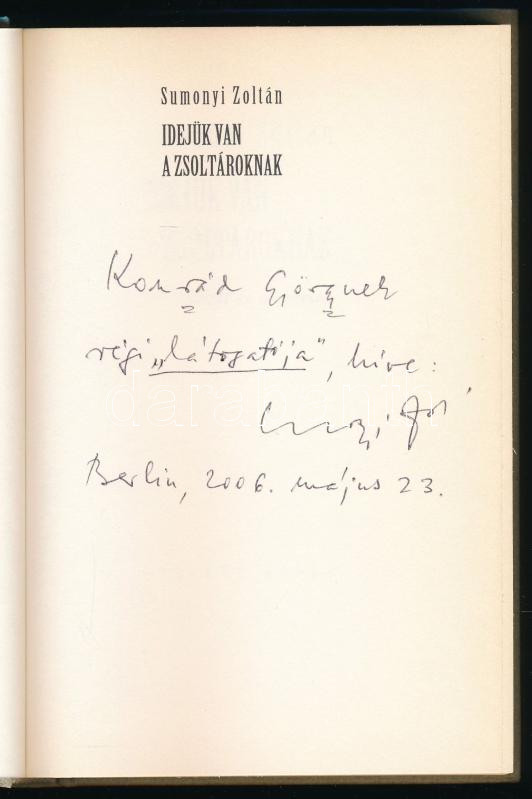 Sumonyi Zoltán
IDEJÜK VAN
A ZSOLTÁROKNAK
Konrád Györgynek
régi „látogatója", híve:
Berlin, 2006. május 23.